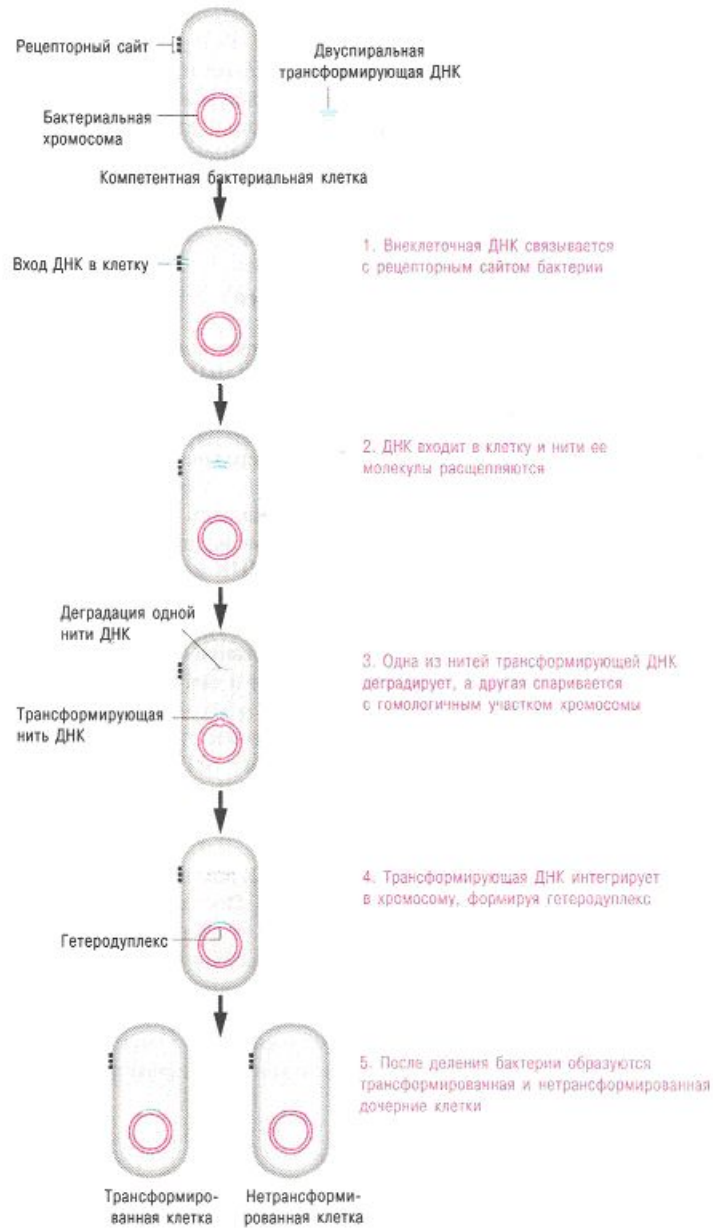 Рецепторный сайт
Двуспиральная
трансформирующая ДНК
Бактериальная
хромосома
Компетентная бактериальная клетка
Вход ДНК в клетку
1. Внеклеточная ДНК связывается
с рецепторным сайтом бактерии
2. ДНК входит в клетку и нити ее
молекулы расщепляются
Деградация одной
нити ДНК
3. Одна из нитей трансформирующей ДНК
деградирует, а другая спаривается
с гомологичным участком хромосомы
Трансформирующая
нить ДНК
4. Трансформирующая ДНК интегрирует
в хромосому, формируя гетеродуплекс
Гетеродуплекс
5. После деления бактерии образуются
трансформированная и нетрансформированная
дочерние клетки
Трансформиро-
ванная клетка
Нетрансформи-
рованная клетка